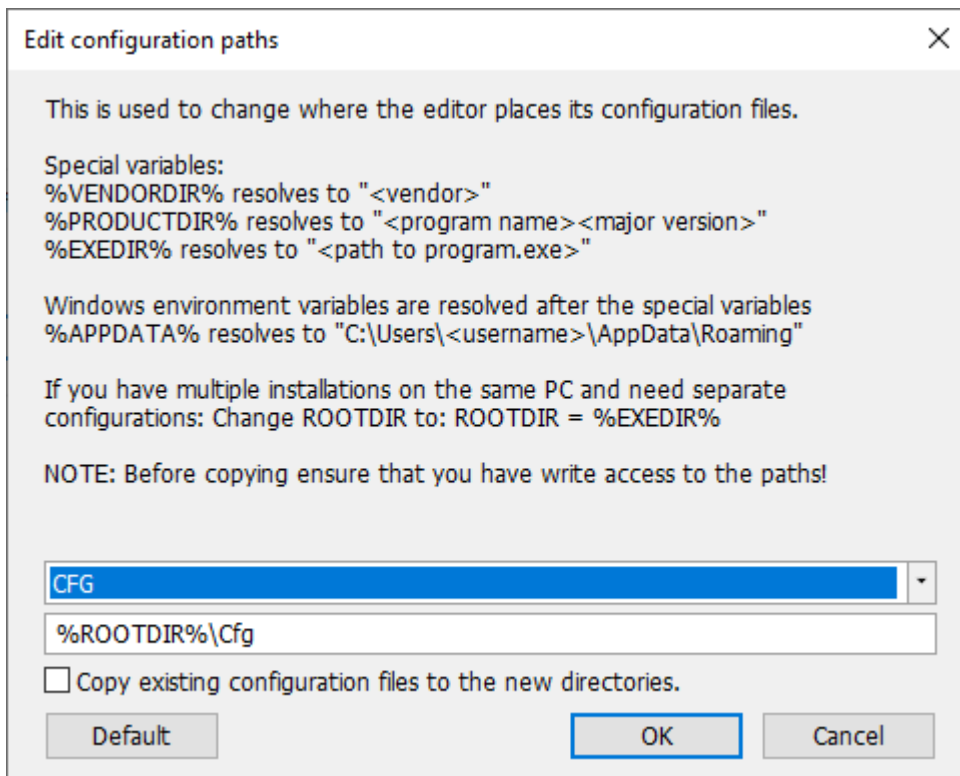 Edit configuration paths
This is used to change where the editor places its configuration files.
Special variables:
%VENDORDIR% resolves to "<vendor>"
%PRODUCTDIR% resolves to "<program name><major version>"
%EXEDIR% resolves to "<path to program.exe>"
Windows environment variables are resolved after the special variables
%APPDATA% resolves to "C:\Users\<username>\AppData\Roaming"
If you have multiple installations on the same PC and need separate
configurations: Change ROOTDIR to: ROOTDIR = %EXEDIR%
NOTE: Before copying ensure that you have write access to the paths!
CFG
%ROOTDIR%\Cfg
Copy existing configuration files to the new directories.
Default
OK
Cancel